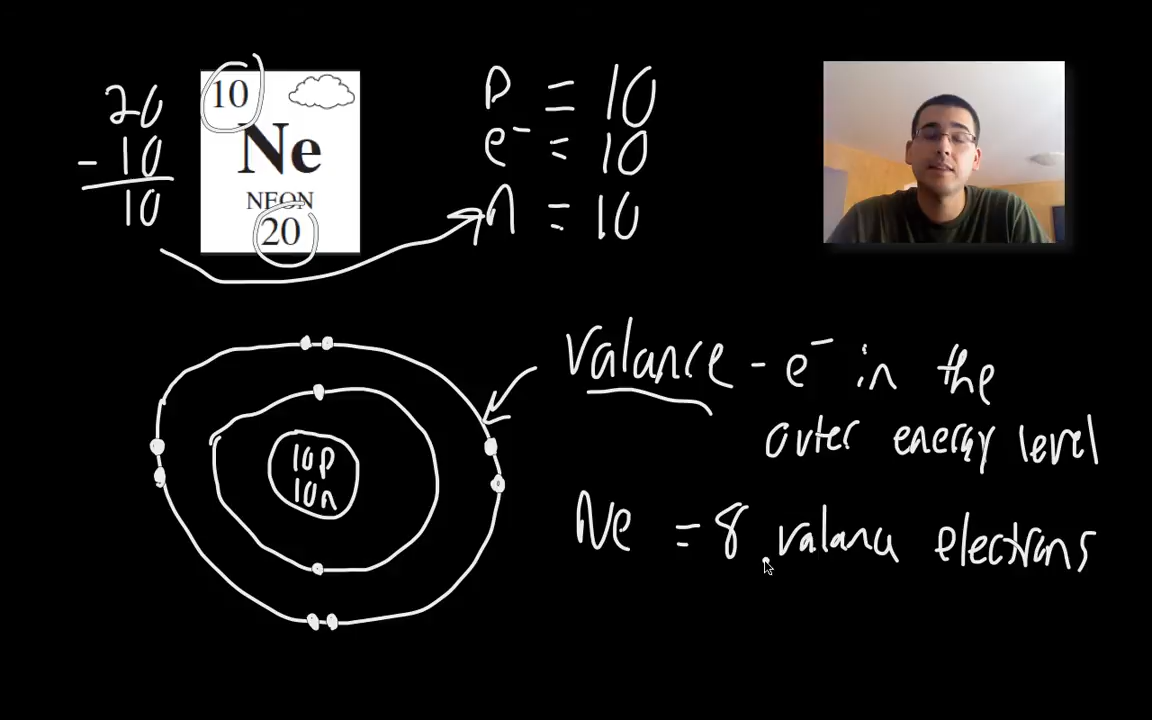 20
- 10
10
10
Ne
NEON
20
p = 10
e⁻ = 10
n = 10
valance - e⁻ in the
outer energy level
Ne = 8 valance electrons
10p
10n